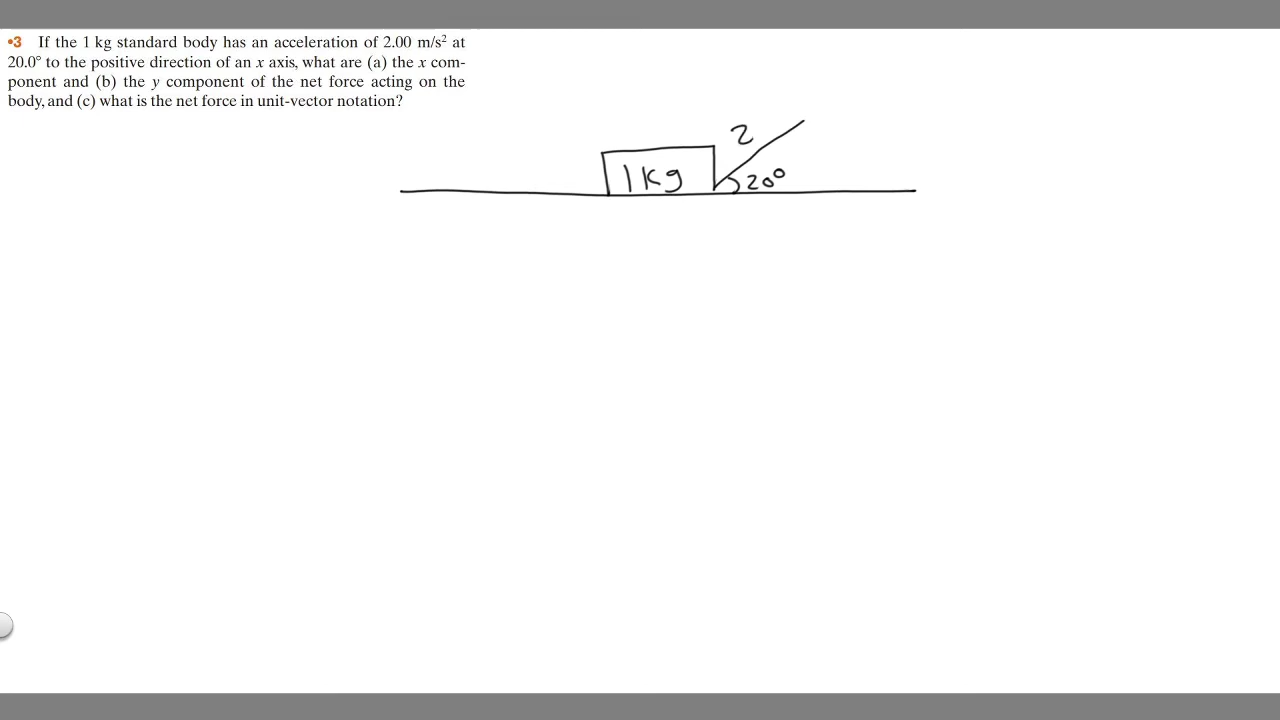 •3 If the 1 kg standard body has an acceleration of 2.00 m/s² at
20.0° to the positive direction of an x axis, what are (a) the x com-
ponent and (b) the y component of the net force acting on the
body, and (c) what is the net force in unit-vector notation?
2
1 kg
20°